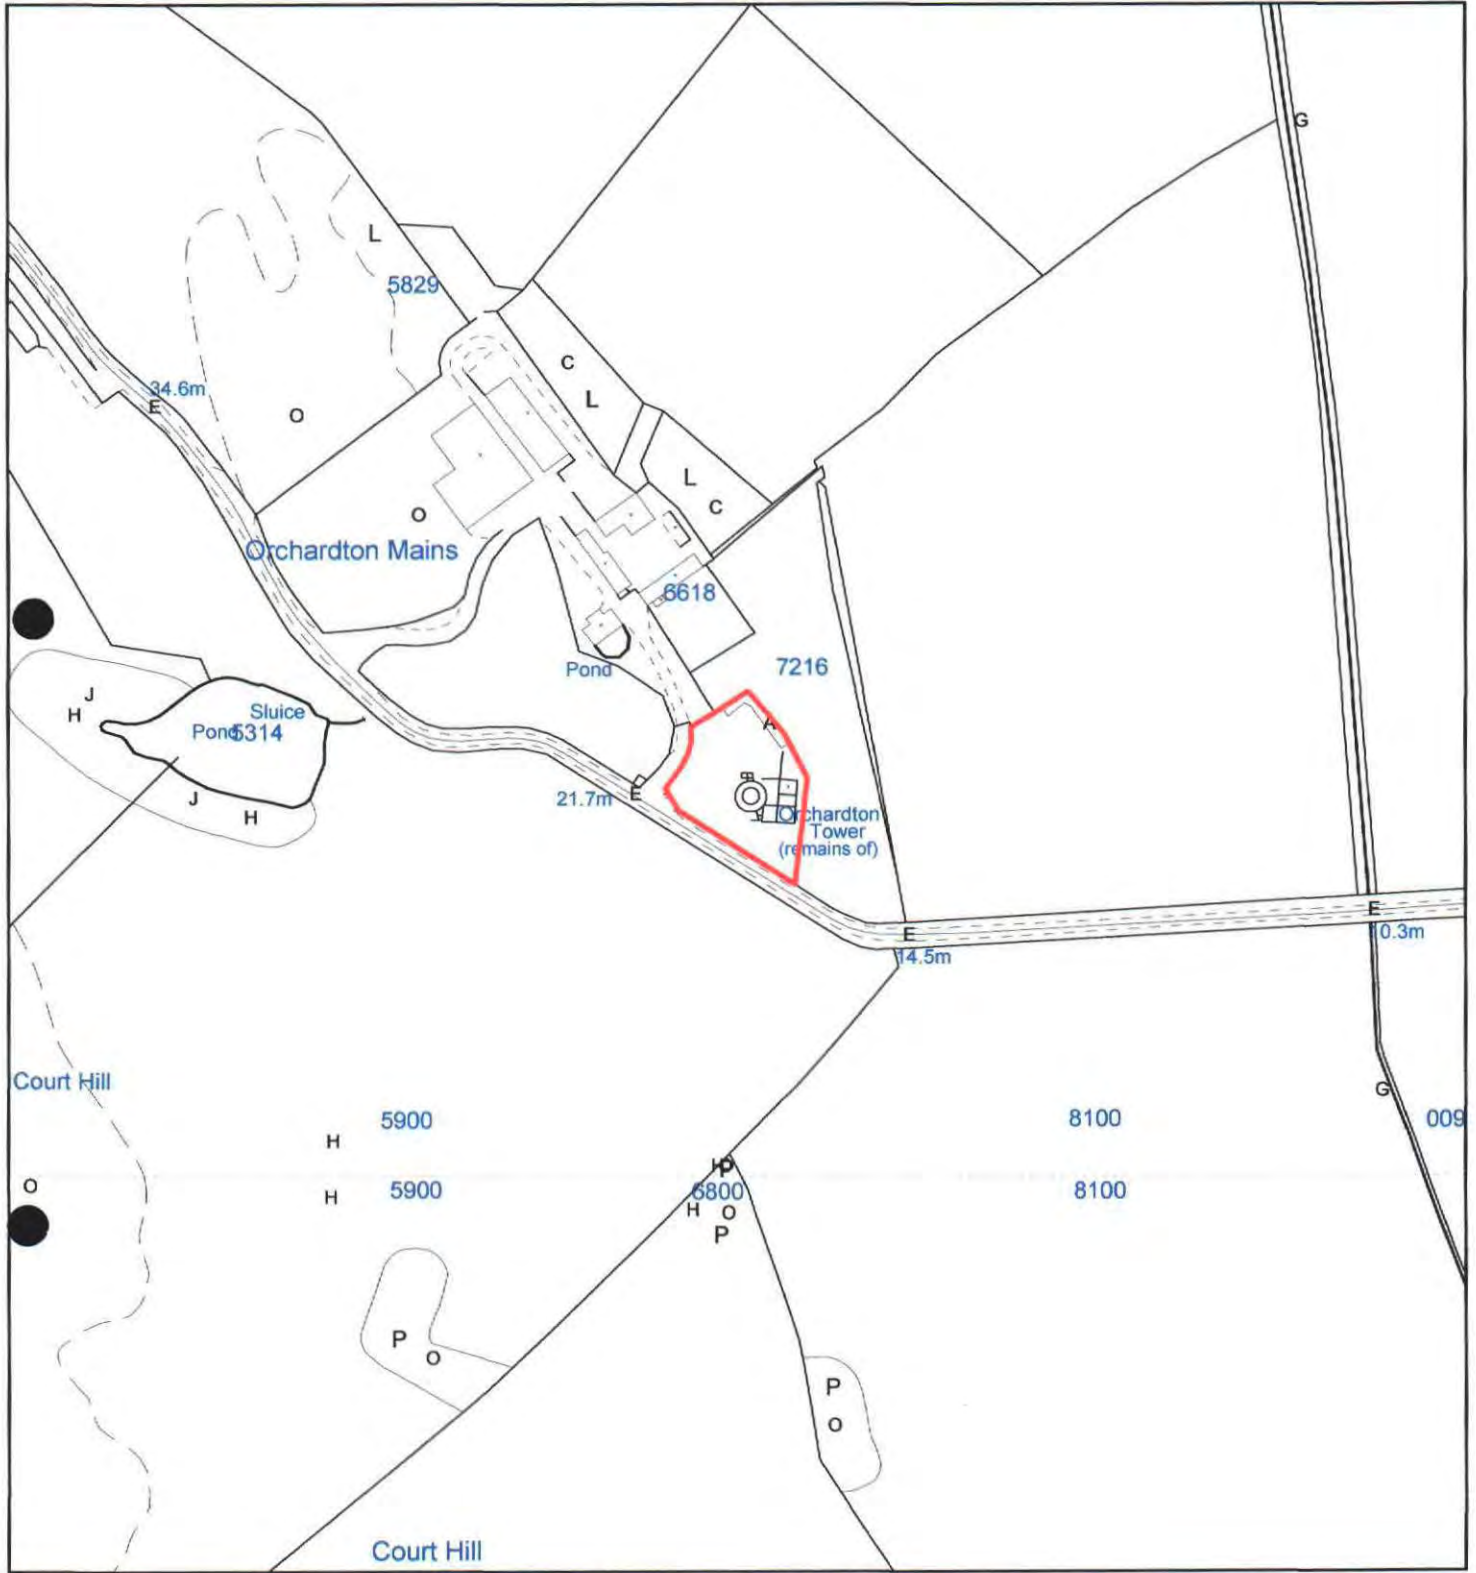 G
L
5829
C
34.6m
E
L
O
L
C
O
Orchardton Mains
6618
Pond
7216
J
H
Sluice
Pond
5314
A
J
21.7m
E
H
Orchardton
Tower
(remains of)
E
E
10.3m
14.5m
Court Hill
G
5900
8100
009
H
H
P
O
5900
6800
8100
H
H
O
P
P
O
P
O
Court Hill